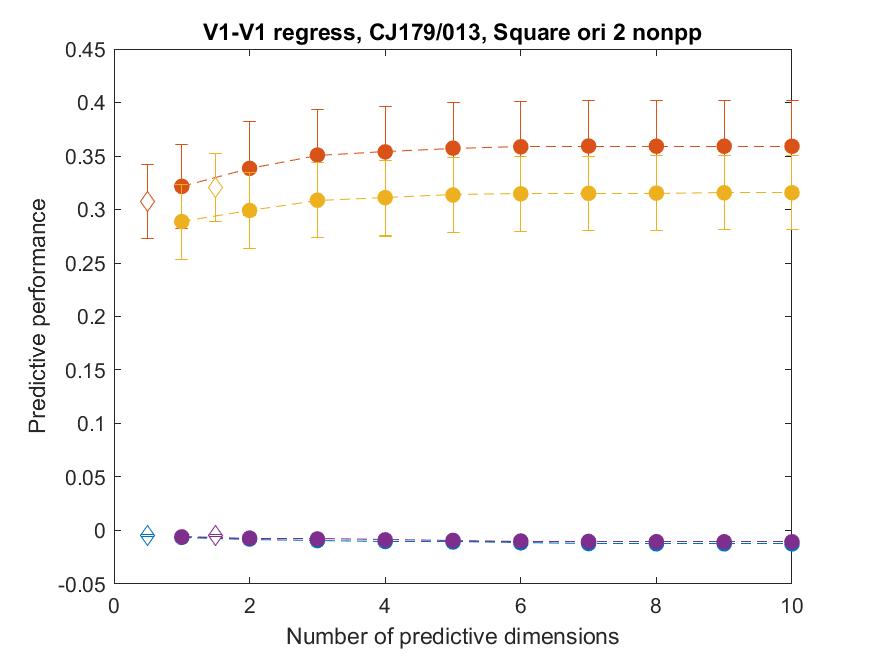 V1-V1 regress, CJ179/013, Square ori 2 nonpp
0.45
0.4
0.35
0.3
0.25
0.2
0.15
0.1
0.05
0
-0.05
Predictive performance
0 2 4 6 8 10
Number of predictive dimensions